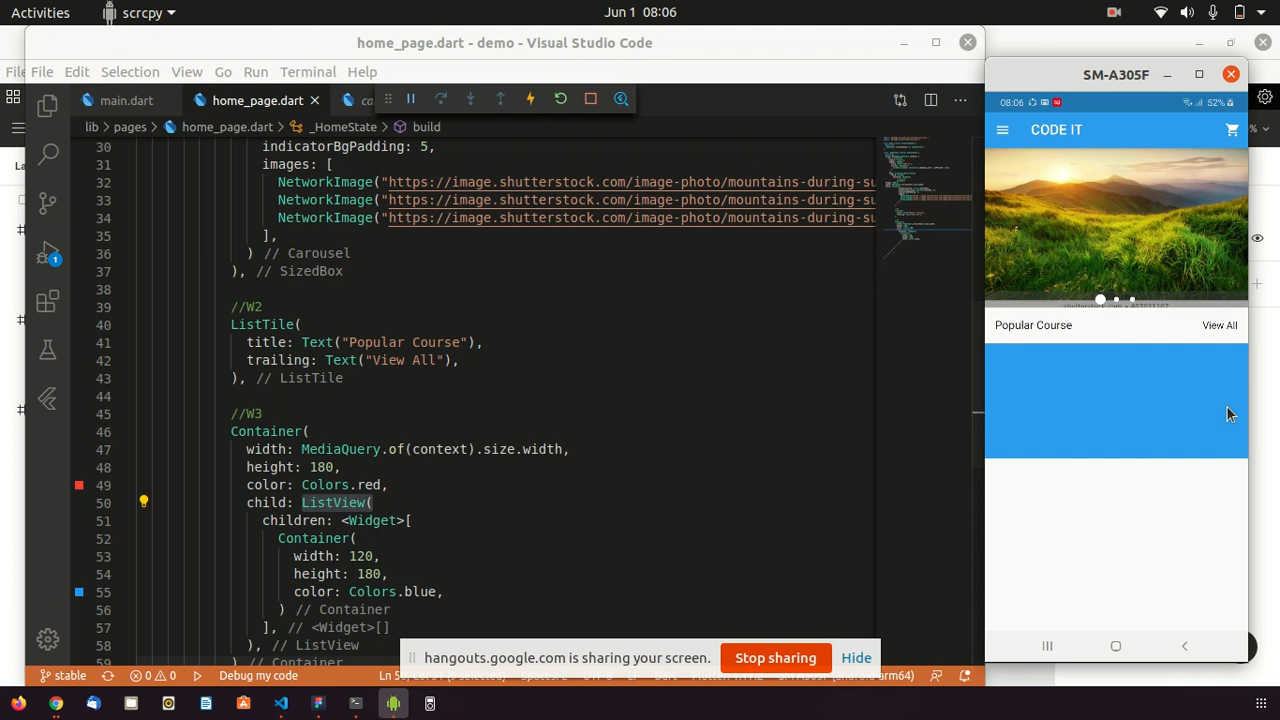 Activities
scrcpy
Jun 1 08:06
home_page.dart - demo - Visual Studio Code
File
File Edit Selection View Go Run Terminal Help
main.dart
home_page.dart
lib pages home_page.dart _HomeState build
30 indicatorBgPadding: 5,
31 images: [
32 NetworkImage("https://image.shutterstock.com/image-photo/mountains-during-su
33 NetworkImage("https://image.shutterstock.com/image-photo/mountains-during-su
34 NetworkImage("https://image.shutterstock.com/image-photo/mountains-during-su
35 ],
36 ) // Carousel
37 ), // SizedBox
38
39 //W2
40 ListTile(
41 title: Text("Popular Course"),
42 trailing: Text("View All"),
43 ), // ListTile
44
45 //W3
46 Container(
47 width: MediaQuery.of(context).size.width,
48 height: 180,
49 color: Colors.red,
50 child: ListView(
51 children: <Widget>[
52 Container(
53 width: 120,
54 height: 180,
55 color: Colors.blue,
56 ) // Container
57 ], // <Widget>[]
58 ), // ListView
59 ) // Container
hangouts.google.com is sharing your screen.
Stop sharing
Hide
stable
0 0
Debug my code
SM-A305F
08:06
52%
CODE IT
Popular Course
View All